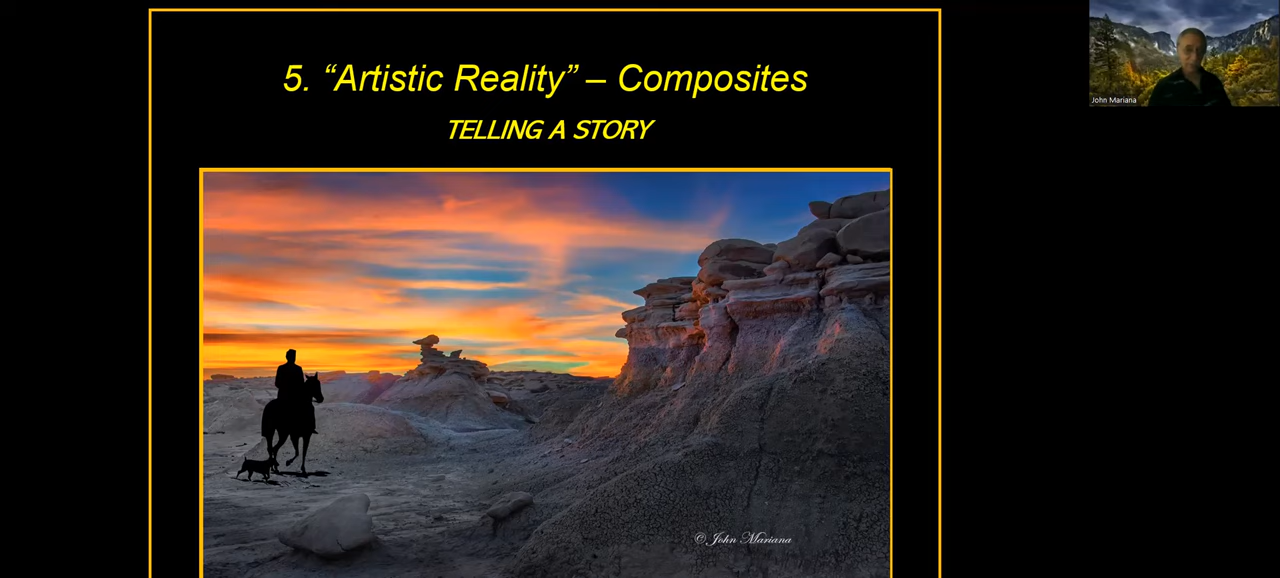 5. “Artistic Reality” – Composites
TELLING A STORY
John Mariana
© John Mariana